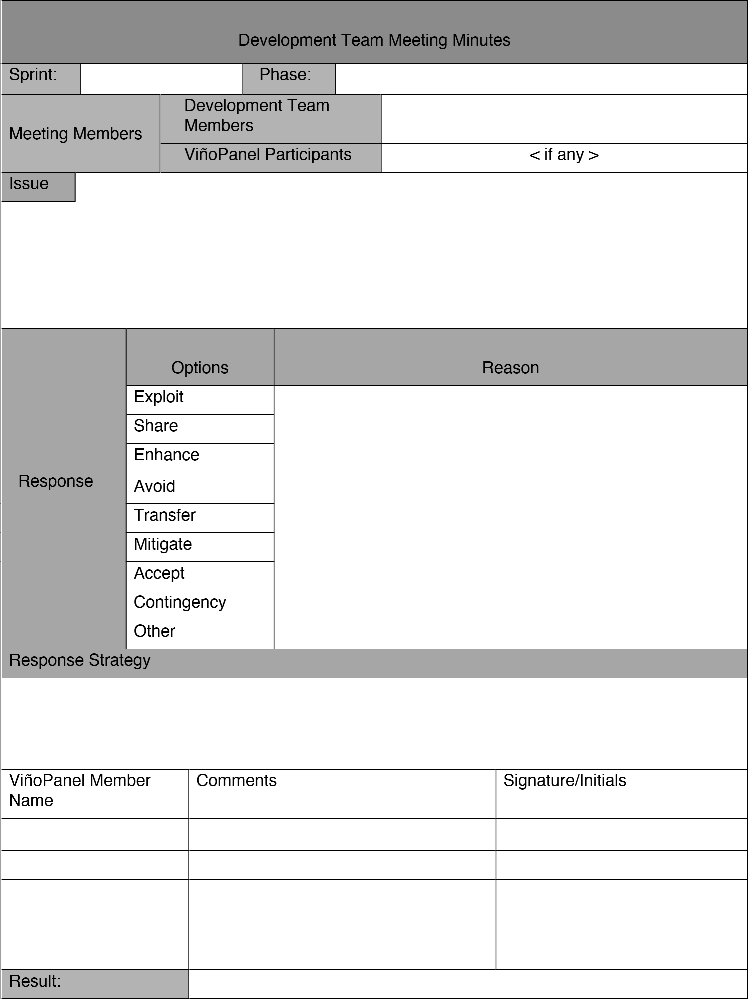 Development Team Meeting Minutes
Sprint:
Phase:
Meeting Members
Development Team
Members
ViñoPanel Participants
< if any >
Issue
Response
Options
Reason
Exploit
Share
Enhance
Avoid
Transfer
Mitigate
Accept
Contingency
Other
Response Strategy
ViñoPanel Member
Name
Comments
Signature/Initials
Result: